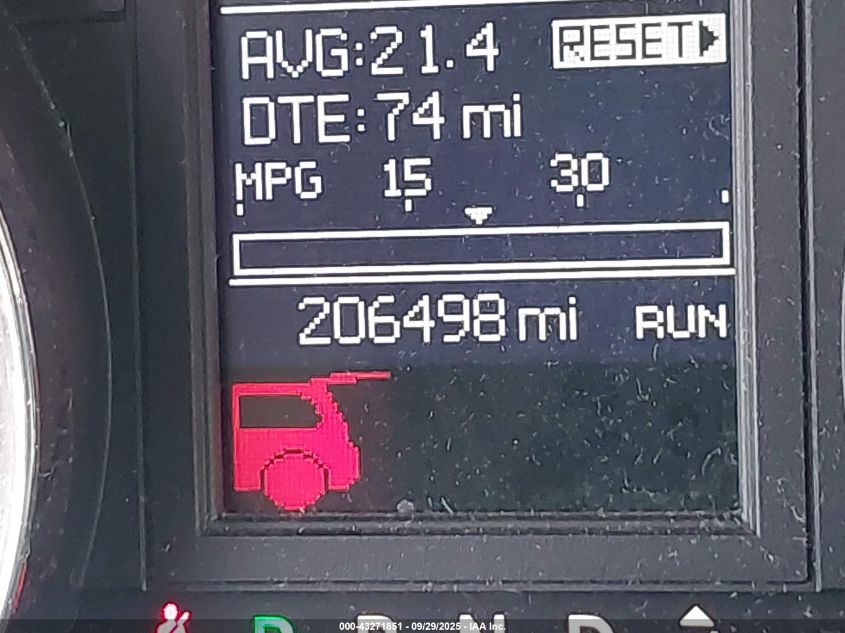 AVG:21.4 RESET
DTE:74 mi
MPG 15 30
206498 mi RUN
P R N D
000-43271851 - 09/29/2025 - IAA Inc.